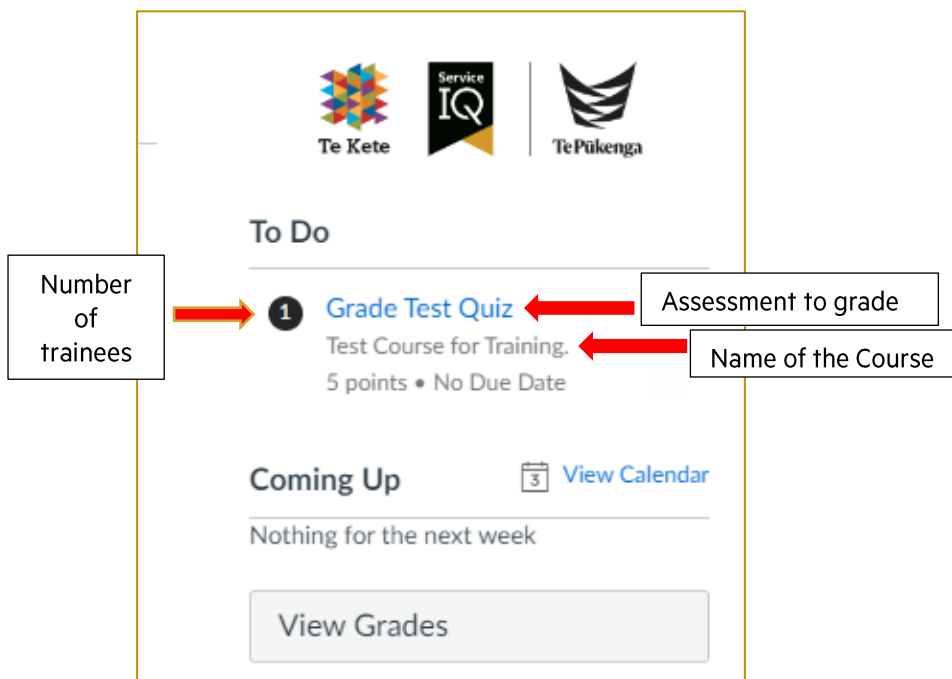 Service
IQ
Te Kete
Te Pūkenga
To Do
Number
of
trainees
1
Grade Test Quiz
Assessment to grade
Test Course for Training.
Name of the Course
5 points • No Due Date
Coming Up
3
View Calendar
Nothing for the next week
View Grades